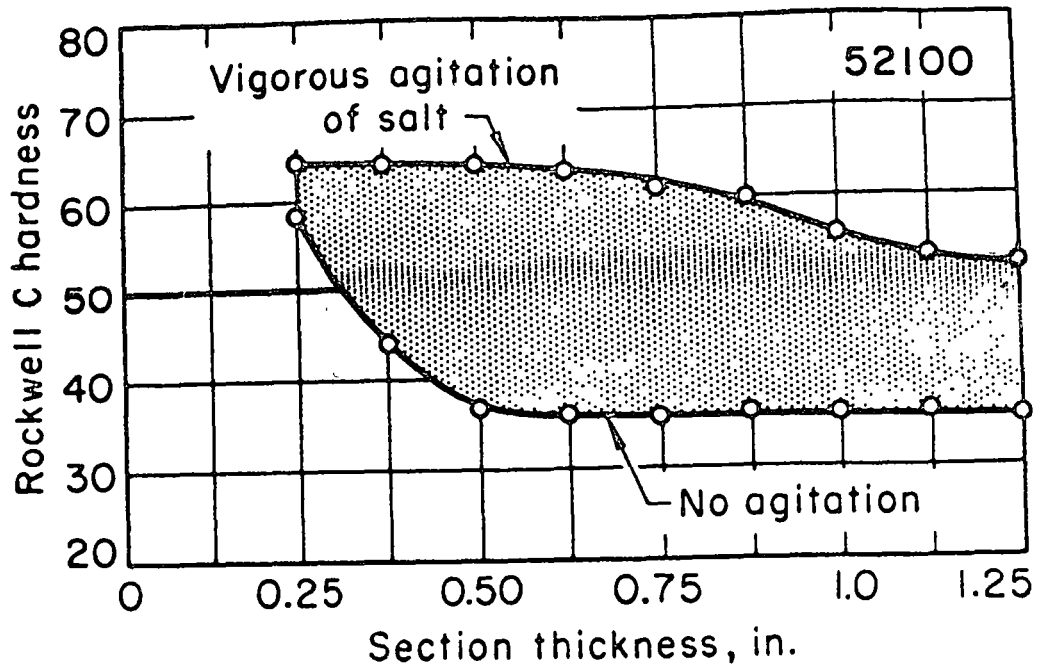 80
70
60
50
40
30
20
Rockwell C hardness
52100
Vigorous agitation
of salt
No agitation
0 0.25 0.50 0.75 1.0 1.25
Section thickness, in.